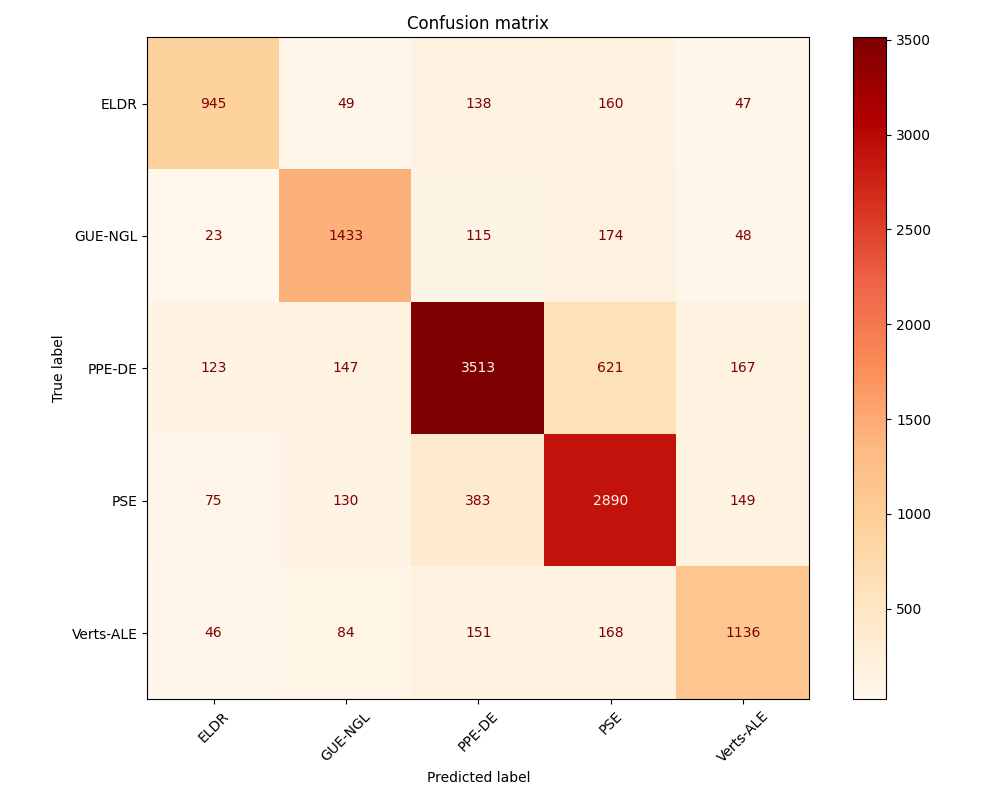 Confusion matrix
ELDR 945 49 138 160 47
GUE-NGL 23 1433 115 174 48
PPE-DE 123 147 3513 621 167
PSE 75 130 383 2890 149
Verts-ALE 46 84 151 168 1136
ELDR GUE-NGL PPE-DE PSE Verts-ALE
Predicted label
True label
3500
3000
2500
2000
1500
1000
500